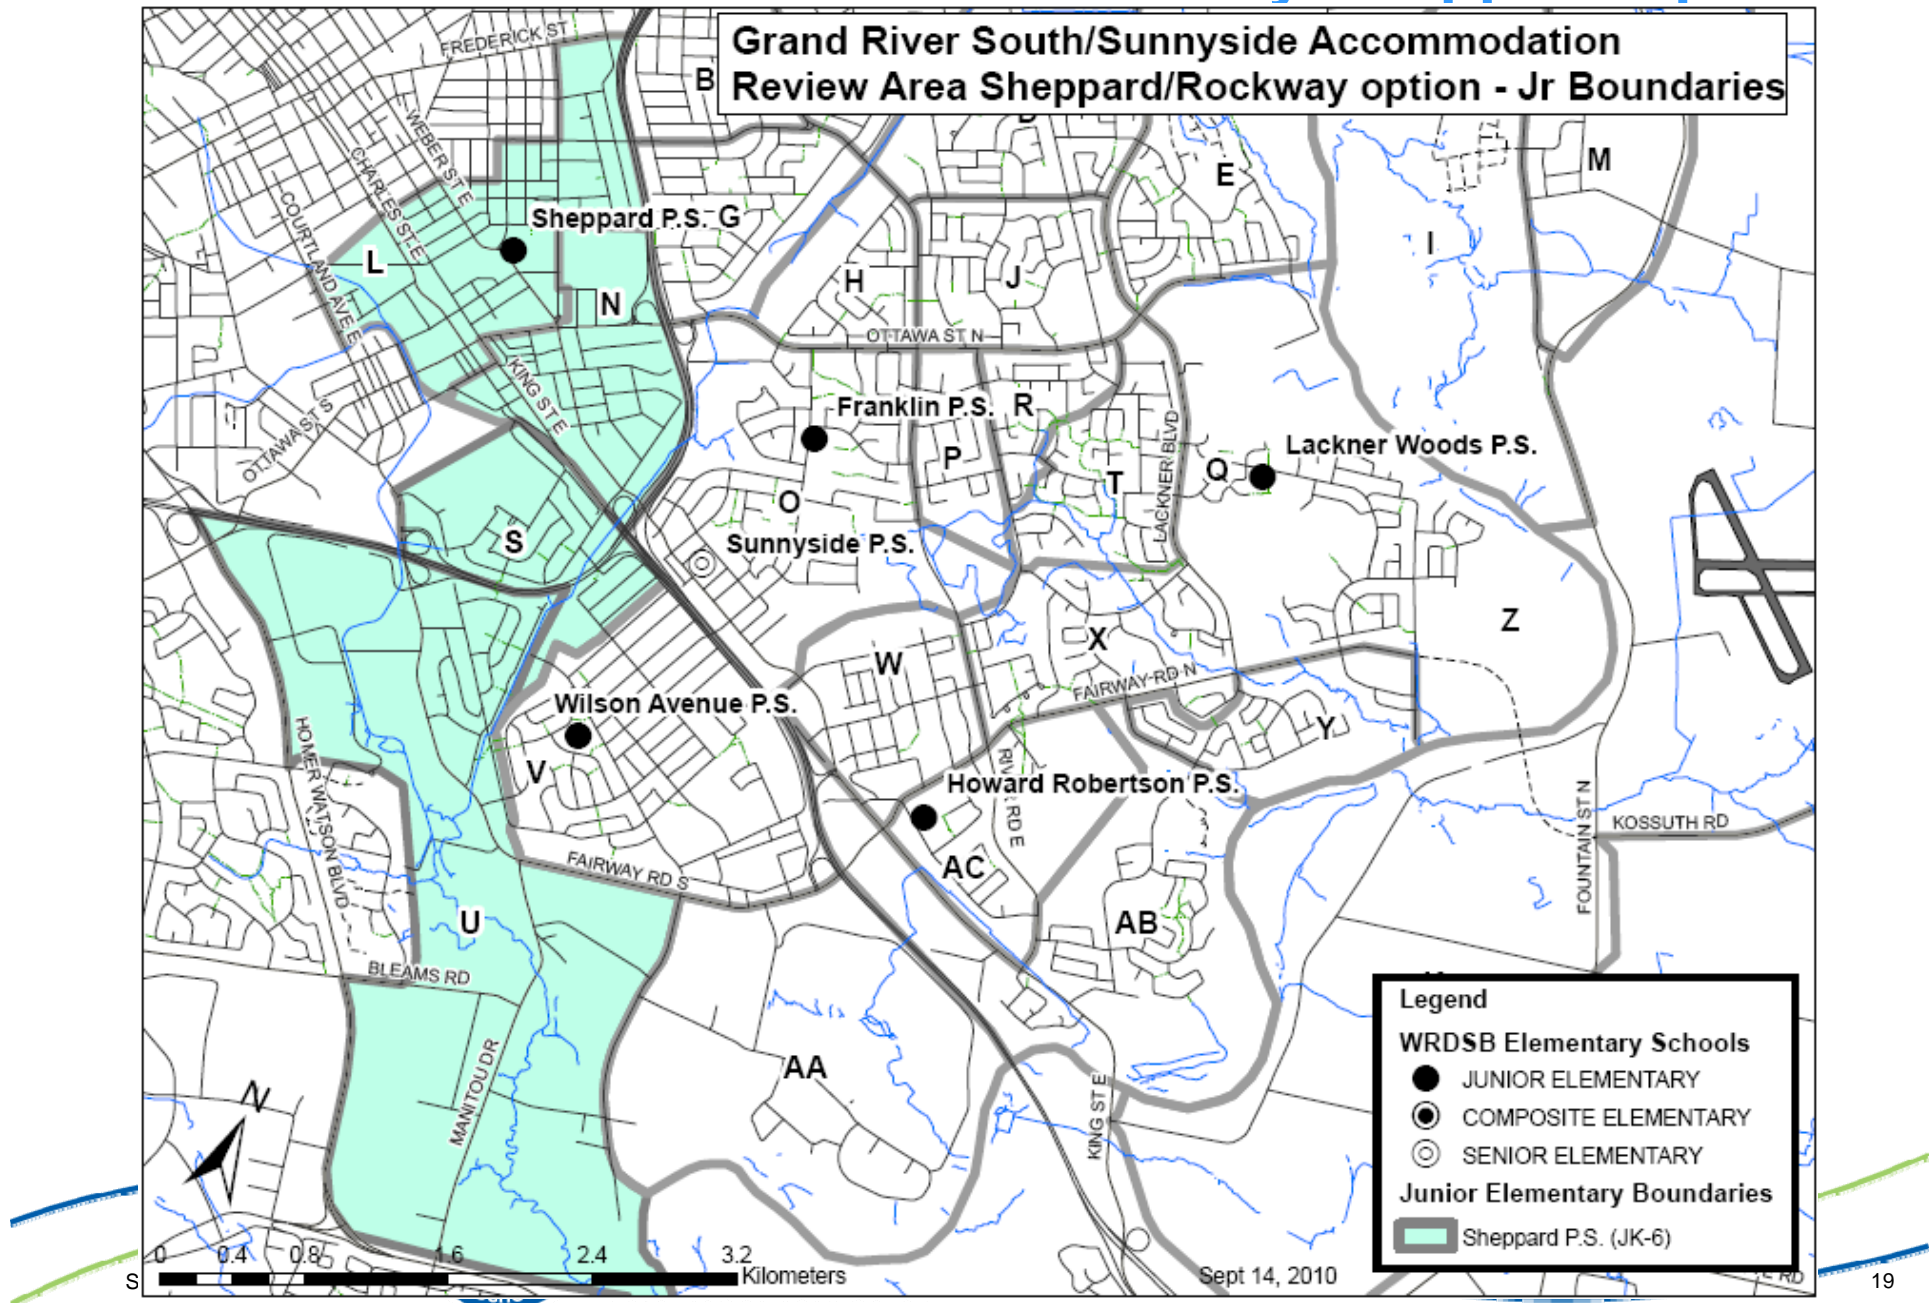 Grand River South/Sunnyside Accommodation
Review Area Sheppard/Rockway option - Jr Boundaries
FREDERICK ST
B
M
E
WEBER ST E
CHARLES ST E
COURTLAND AVE E
Sheppard P.S.
G
L
I
H
J
N
OTTAWA ST N
KING ST E
OTTAWA ST S
Franklin P.S.
R
LACKNER BLVD
Lackner Woods P.S.
P
Q
T
O
S
Sunnyside P.S.
Z
X
W
FAIRWAY RD N
Wilson Avenue P.S.
Y
HOMER WATSON BLVD
V
Howard Robertson P.S.
RIVER RD E
FOUNTAIN ST N
KOSSUTH RD
FAIRWAY RD S
AC
U
AB
BLEAMS RD
MANITOU DR
AA
KING ST E
N
Legend
WRDSB Elementary Schools
JUNIOR ELEMENTARY
COMPOSITE ELEMENTARY
SENIOR ELEMENTARY
Junior Elementary Boundaries
Sheppard P.S. (JK-6)
0 0.4 0.8 1.6 2.4 3.2
Kilometers
Sept 14, 2010
19